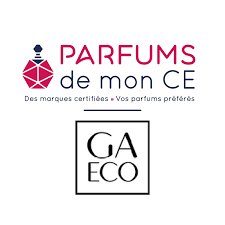 PARFUMS
de mon CE
Des marques certifiées • Vos parfums préférés
GA
ECO